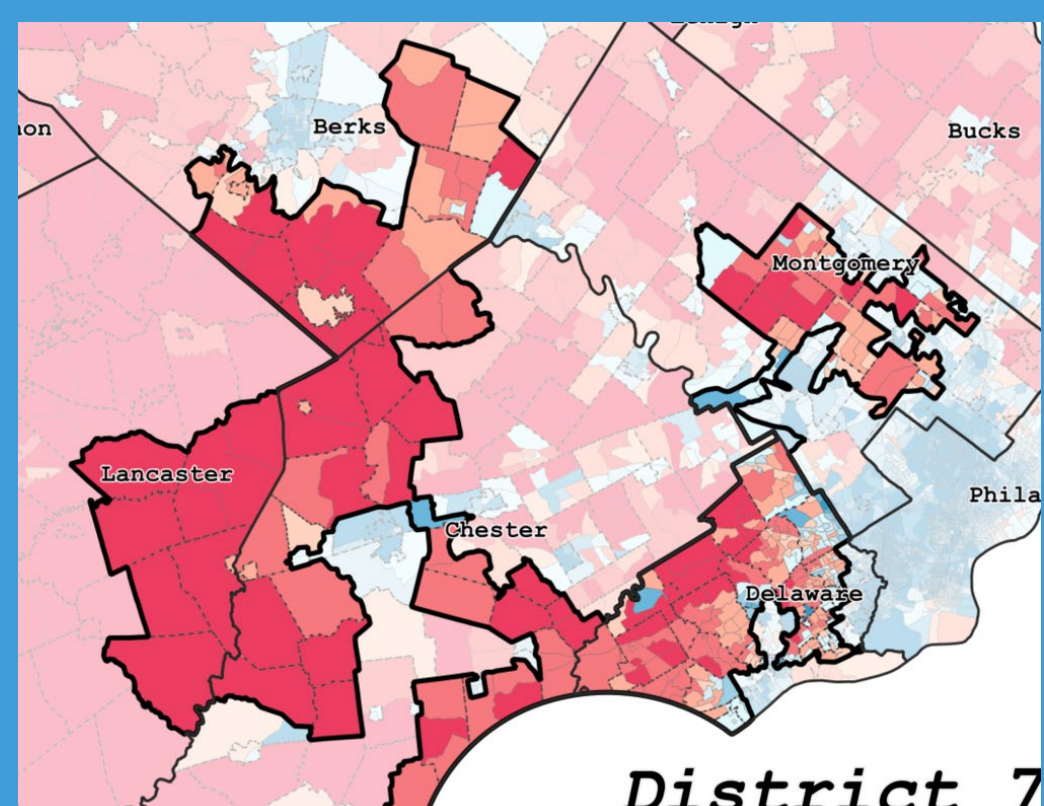 Berks
Bucks
Montgomery
Lancaster
Phila
Chester
Delaware
District 7